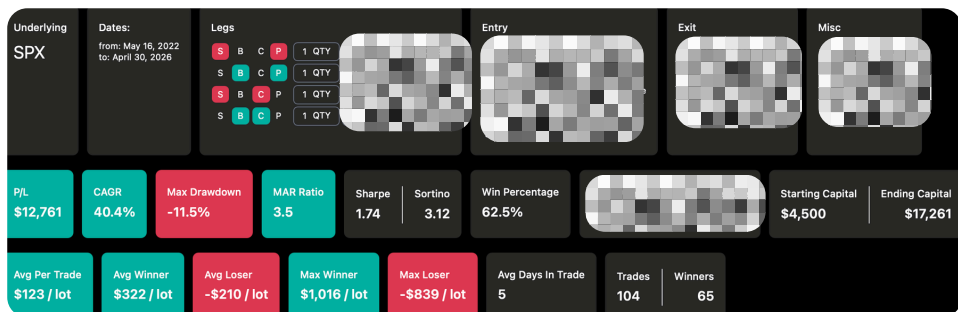 Underlying
SPX
Dates:
from: May 16, 2022
to: April 30, 2026
Legs
S B C P 1 QTY
S B C P 1 QTY
S B C P 1 QTY
S B C P 1 QTY
Entry
Exit
Misc
P/L
$12,761
CAGR
40.4%
Max Drawdown
-11.5%
MAR Ratio
3.5
Sharpe
1.74
Sortino
3.12
Win Percentage
62.5%
Starting Capital
$4,500
Ending Capital
$17,261
Avg Per Trade
$123 / lot
Avg Winner
$322 / lot
Avg Loser
-$210 / lot
Max Winner
$1,016 / lot
Max Loser
-$839 / lot
Avg Days In Trade
5
Trades
104
Winners
65